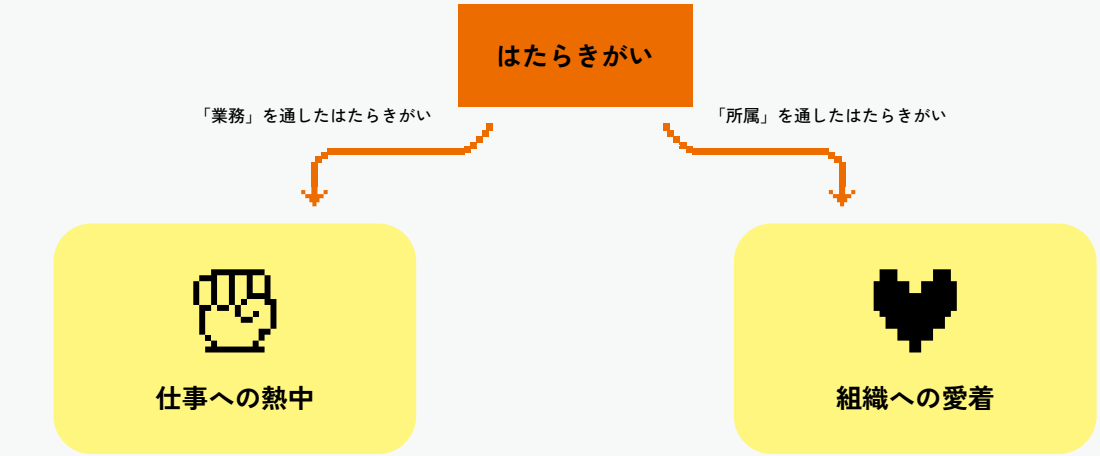 はたらきがい
「業務」を通したはたらきがい
「所属」を通したはたらきがい
仕事への熱中
組織への愛着